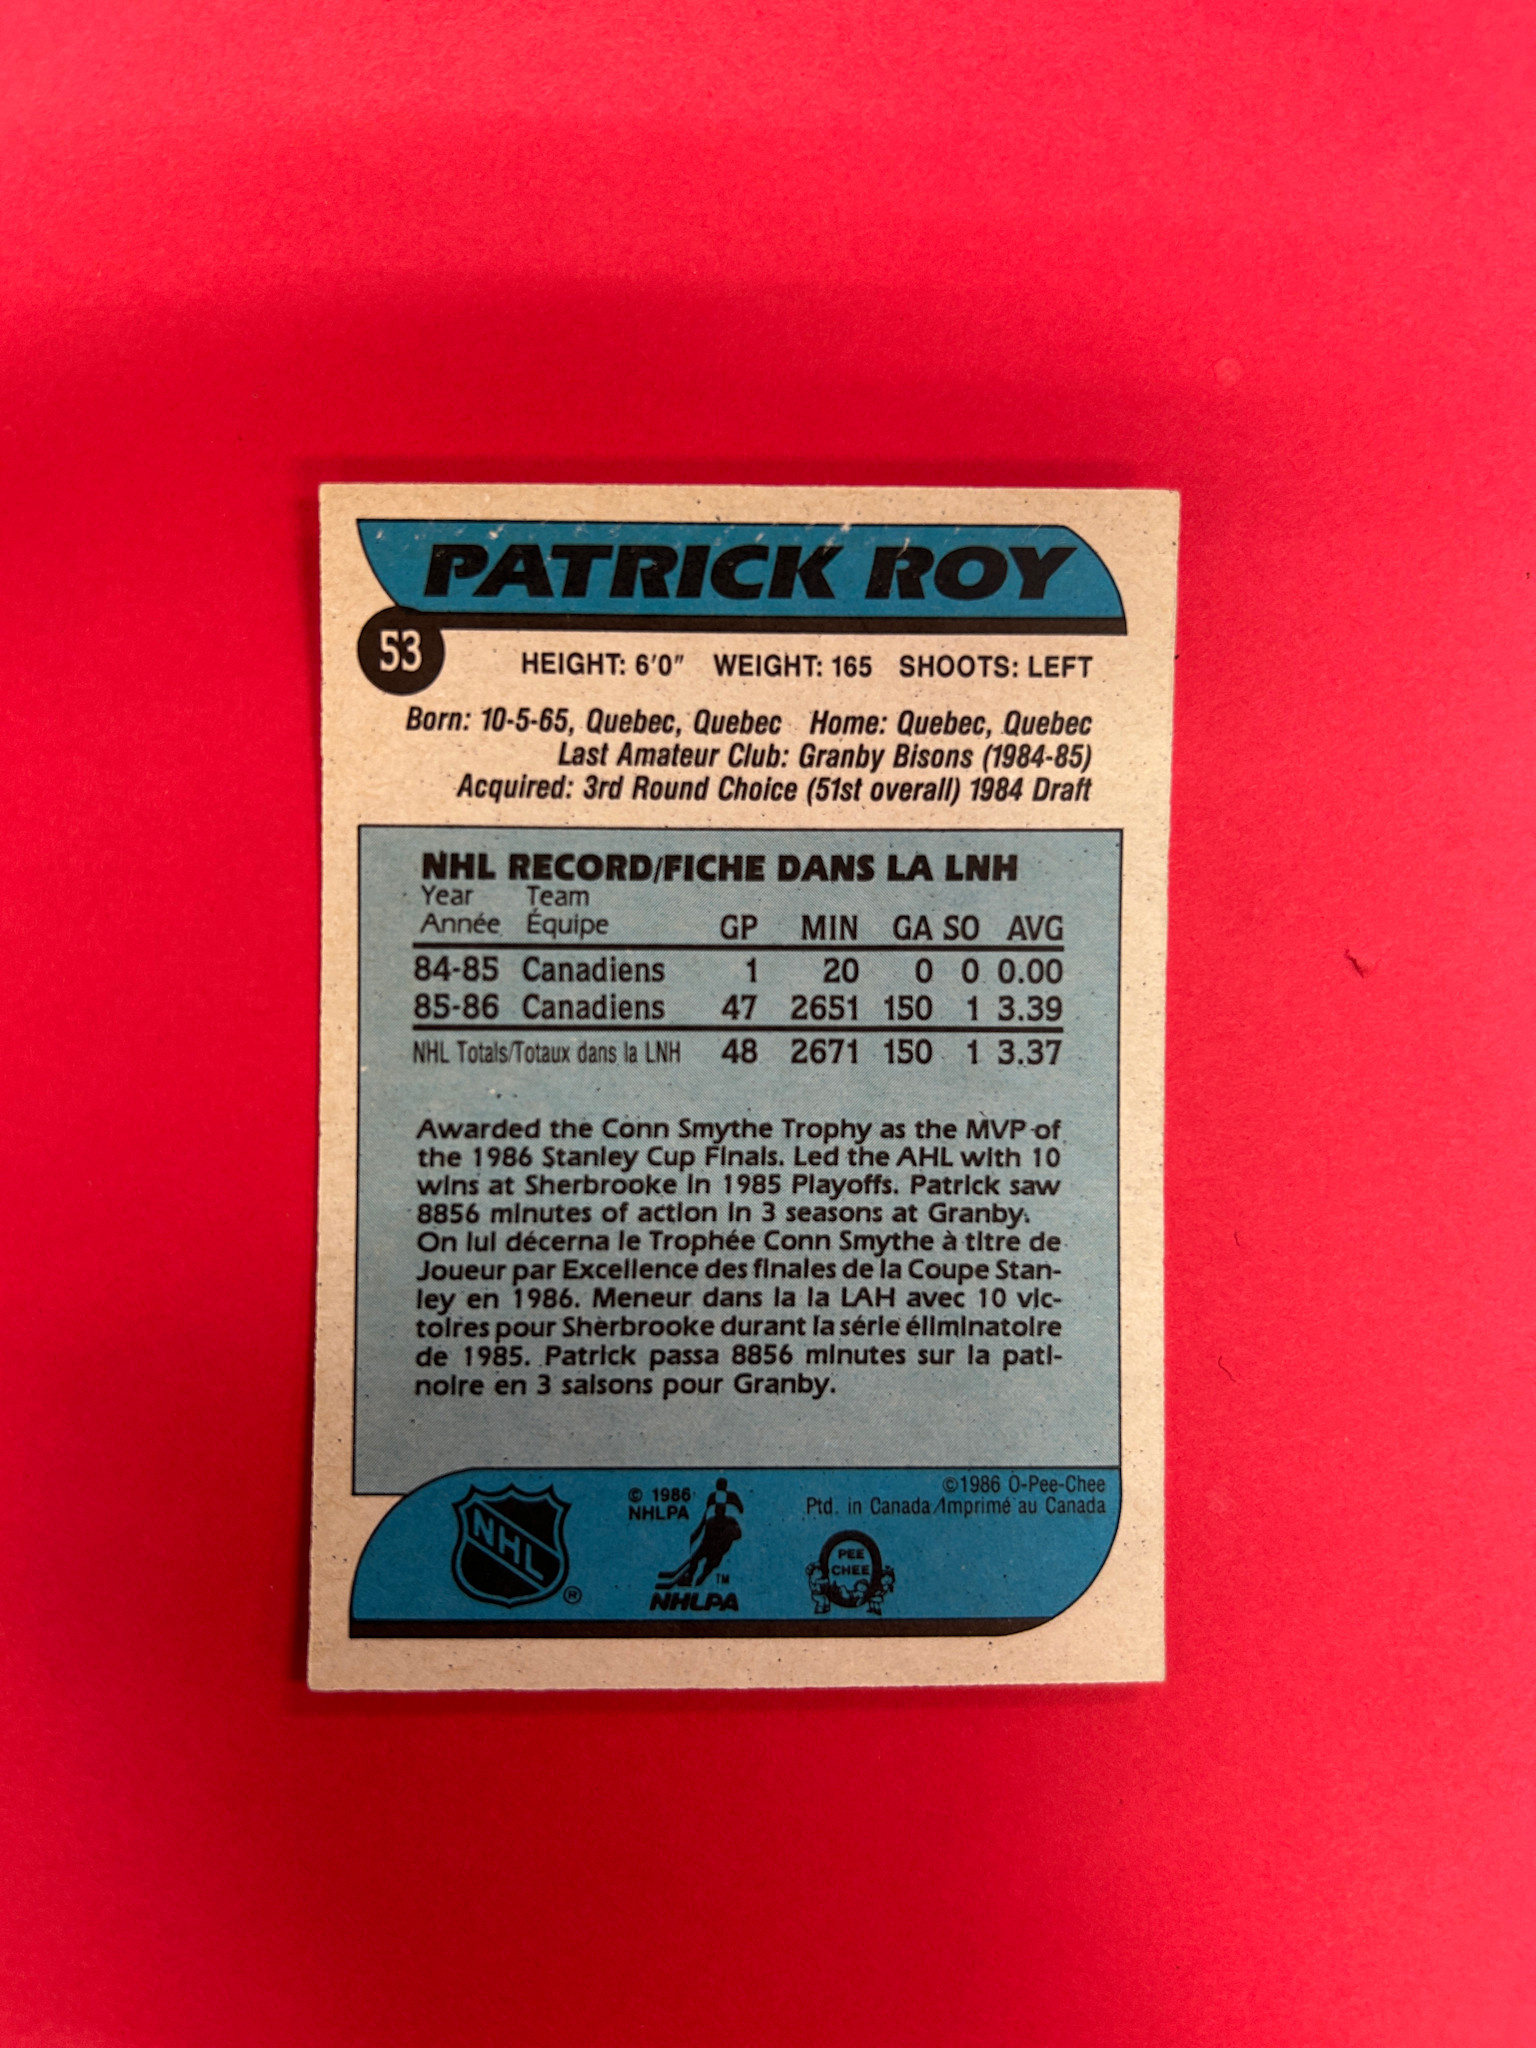 PATRICK ROY
53
HEIGHT: 6'0" WEIGHT: 165 SHOOTS: LEFT
Born: 10-5-65, Quebec, Quebec Home: Quebec, Quebec
Last Amateur Club: Granby Bisons (1984-85)
Acquired: 3rd Round Choice (51st overall) 1984 Draft
NHL RECORD/FICHE DANS LA LNH
Year Team
Année Équipe GP MIN GA SO AVG
84-85 Canadiens 1 20 0 0 0.00
85-86 Canadiens 47 2651 150 1 3.39
NHL Totals/Totaux dans la LNH 48 2671 150 1 3.37
Awarded the Conn Smythe Trophy as the MVP of
the 1986 Stanley Cup Finals. Led the AHL with 10
wins at Sherbrooke in 1985 Playoffs. Patrick saw
8856 minutes of action in 3 seasons at Granby.
On lui décerna le Trophée Conn Smythe à titre de
Joueur par Excellence des finales de la Coupe Stan-
ley en 1986. Meneur dans la la LAH avec 10 vic-
toires pour Sherbrooke durant la série éliminatoire
de 1985. Patrick passa 8856 minutes sur la pati-
noire en 3 saisons pour Granby.
NHL ®
© 1986
NHLPA
TM
NHLPA
©1986 O-Pee-Chee
Ptd. in Canada/Imprimé au Canada
O
PEE
CHEE